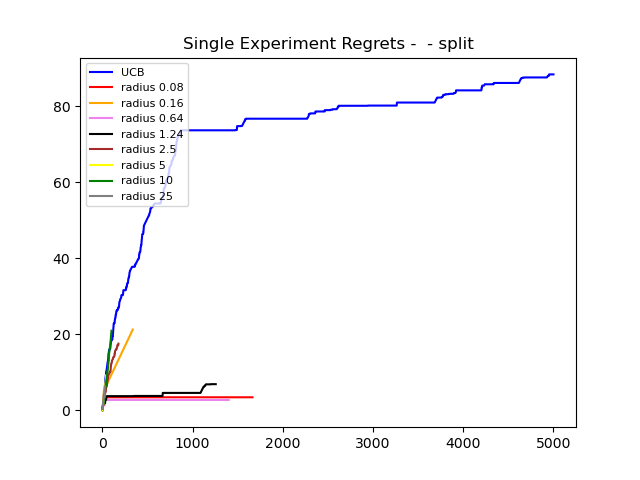 Single Experiment Regrets -  - split
UCB
radius 0.08
radius 0.16
radius 0.64
radius 1.24
radius 2.5
radius 5
radius 10
radius 25
80
60
40
20
0
0 1000 2000 3000 4000 5000